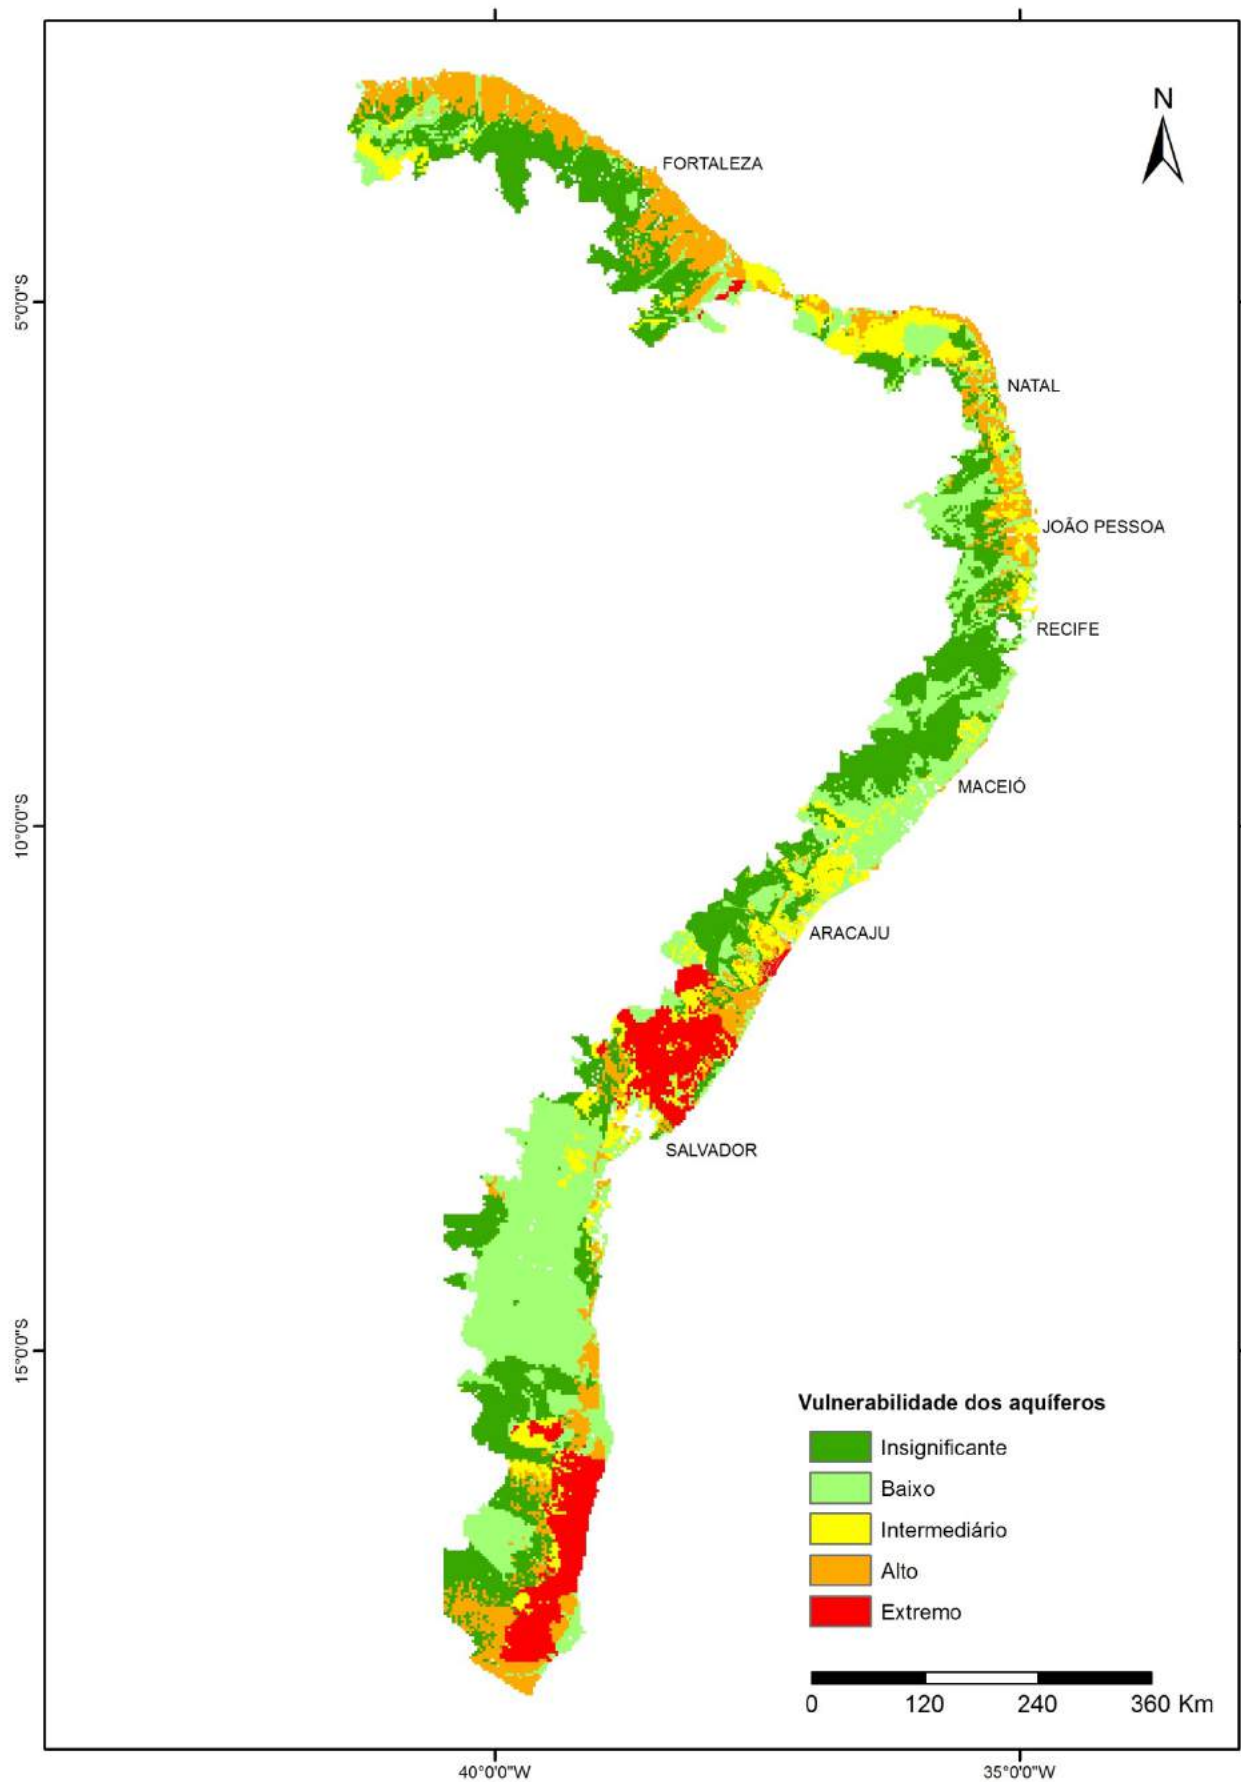 N
FORTALEZA
5°0'0"S
NATAL
JOÃO PESSOA
RECIFE
MACEIÓ
10°0'0"S
ARACAJU
SALVADOR
15°0'0"S
Vulnerabilidade dos aquíferos
Insignificante
Baixo
Intermediário
Alto
Extremo
0 120 240 360 Km
40°0'0"W 35°0'0"W